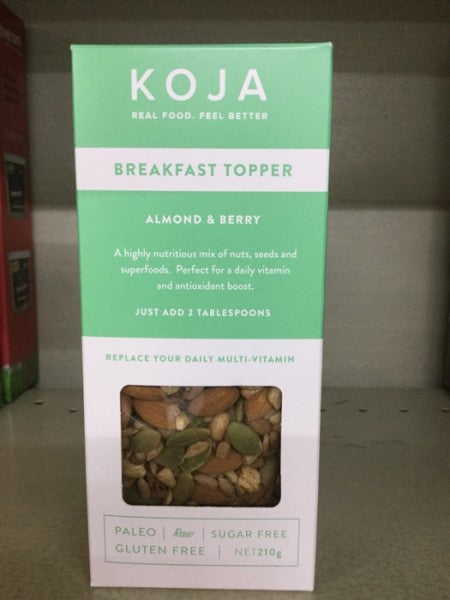 KOJA
REAL FOOD. FEEL BETTER
BREAKFAST TOPPER
ALMOND & BERRY
A highly nutritious mix of nuts, seeds and
superfoods. Perfect for a daily vitamin
and antioxidant boost.
JUST ADD 2 TABLESPOONS
REPLACE YOUR DAILY MULTI-VITAMIN
PALEO | Raw | SUGAR FREE
GLUTEN FREE | NET210g